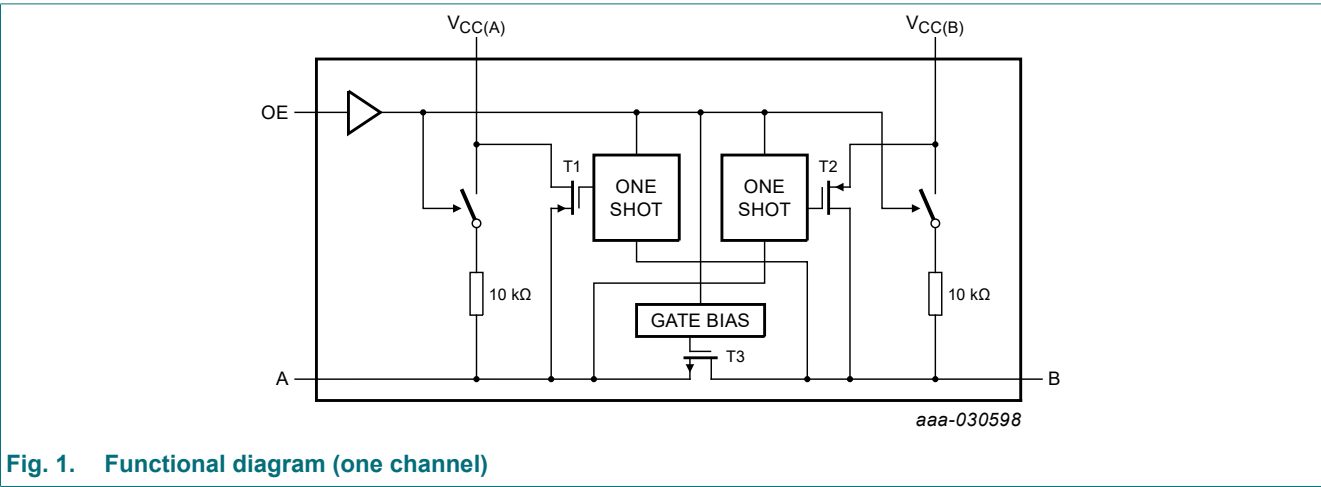 VCC(A)
VCC(B)
OE
T1
ONE
SHOT
ONE
SHOT
T2
10 kΩ
10 kΩ
GATE BIAS
T3
A
B
aaa-030598
Fig. 1. Functional diagram (one channel)